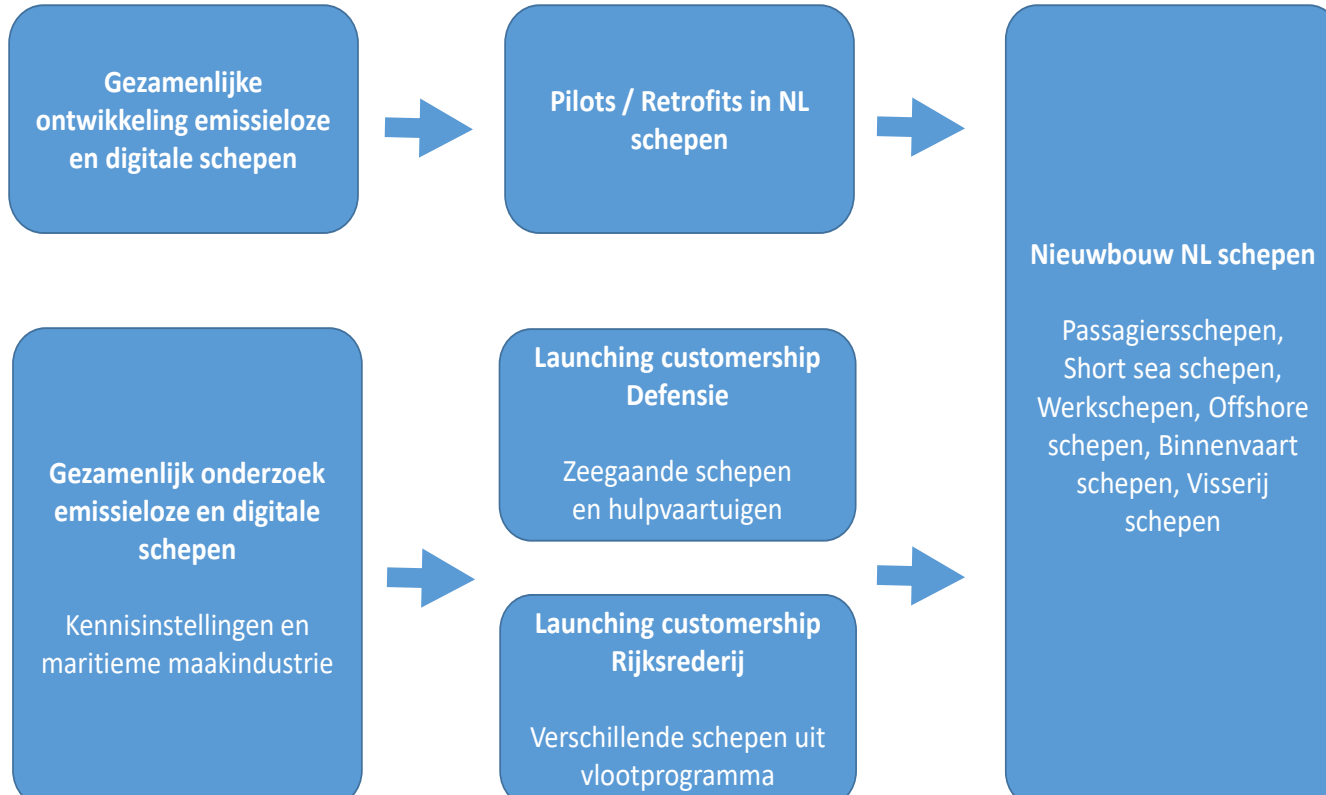 Gezamenlijke
ontwikkeling emissieloze
en digitale schepen
Pilots / Retrofits in NL
schepen
Nieuwbouw NL schepen
Passagiersschepen,
Short sea schepen,
Werkschepen, Offshore
schepen, Binnenvaart
schepen, Visserij
schepen
Gezamenlijk onderzoek
emissieloze en digitale
schepen
Kennisinstellingen en
maritieme maakindustrie
Launching customership
Defensie
Zeegaande schepen
en hulpvaartuigen
Launching customership
Rijksrederij
Verschillende schepen uit
vlootprogramma